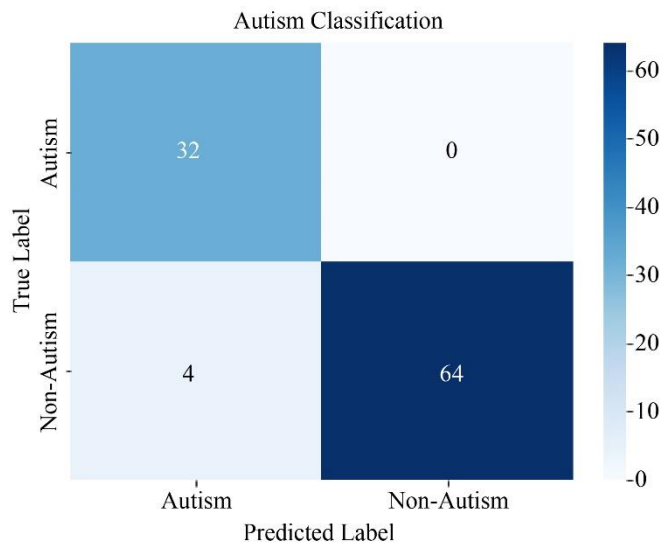 Autism Classification
True Label
Autism
32
0
Non-Autism
4
64
Autism
Non-Autism
Predicted Label
-60
-50
-40
-30
-20
-10
-0